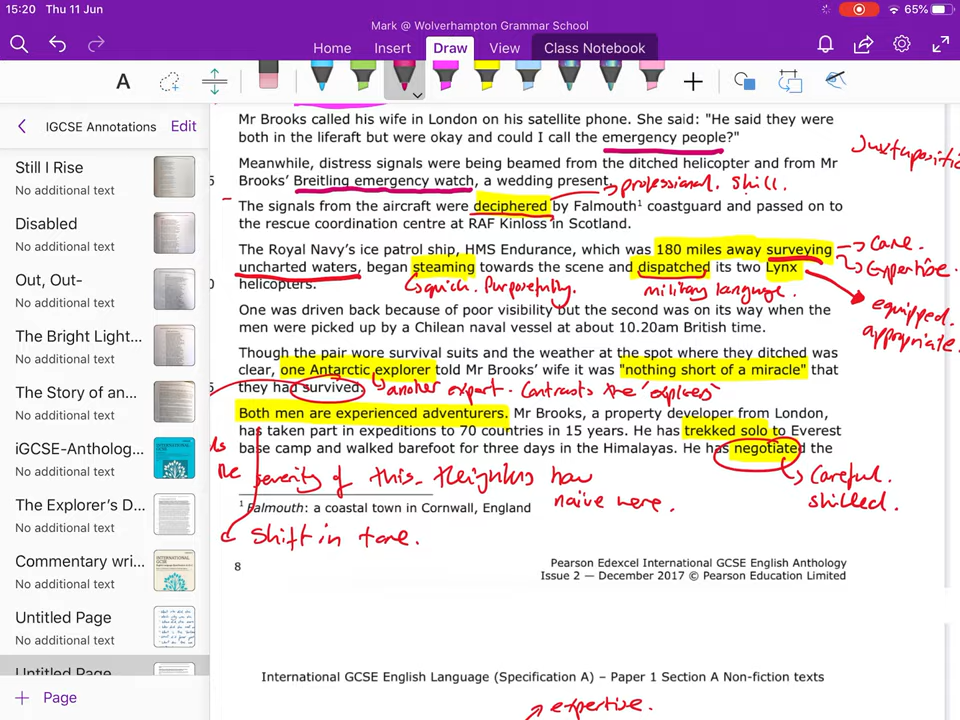 15:20 Thu 11 Jun
65%
Mark @ Wolverhampton Grammar School
Home Insert Draw View Class Notebook
A
IGCSE Annotations Edit
Still I Rise
No additional text
Disabled
No additional text
Out, Out-
No additional text
The Bright Light...
No additional text
The Story of an...
No additional text
iGCSE-Antholog...
No additional text
The Explorer's D...
No additional text
Commentary wri...
No additional text
Untitled Page
No additional text
Untitled Page
Page
Mr Brooks called his wife in London on his satellite phone. She said: "He said they were
both in the liferaft but were okay and could I call the emergency people?"
Juxtapositio
Meanwhile, distress signals were being beamed from the ditched helicopter and from Mr
5 Brooks' Breitling emergency watch, a wedding present.
professional. skill.
The signals from the aircraft were deciphered by Falmouth1 coastguard and passed on to
the rescue coordination centre at RAF Kinloss in Scotland.
The Royal Navy's ice patrol ship, HMS Endurance, which was 180 miles away surveying
Care.
uncharted waters, began steaming towards the scene and dispatched its two Lynx
Expertise.
0 helicopters.
quick. Purposefully.
military language.
equipped.
appropriate.
One was driven back because of poor visibility but the second was on its way when the
men were picked up by a Chilean naval vessel at about 10.20am British time.
Though the pair wore survival suits and the weather at the spot where they ditched was
clear, one Antarctic explorer told Mr Brooks' wife it was "nothing short of a miracle" that
5 they had survived.
another expert. Contrasts the 'explorers'
Both men are experienced adventurers. Mr Brooks, a property developer from London,
has taken part in expeditions to 70 countries in 15 years. He has trekked solo to Everest
base camp and walked barefoot for three days in the Himalayas. He has negotiated the
severity of this. Heightens how
naïve were.
Careful.
skilled.
1 Falmouth: a coastal town in Cornwall, England
Shift in tone.
8
Pearson Edexcel International GCSE English Anthology
Issue 2 — December 2017 © Pearson Education Limited
International GCSE English Language (Specification A) – Paper 1 Section A Non-fiction texts
expertise.